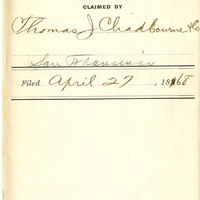 CLAIMED BY
Thomas J Chadbourne & Co
San Francisco
Filed April 27, 1868